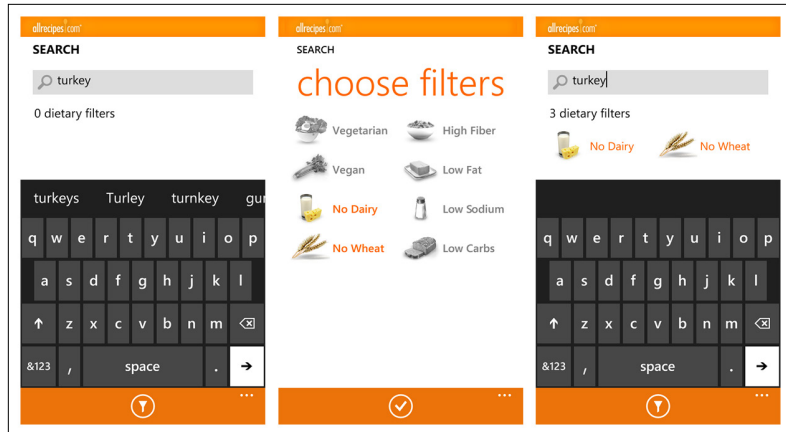 allrecipes.com
SEARCH
turkey
0 dietary filters
turkeys Turley turnkey gur
q w e r t y u i o p
a s d f g h j k l
z x c v b n m
&123 , space .
allrecipes.com
SEARCH
choose filters
Vegetarian High Fiber
Vegan Low Fat
No Dairy Low Sodium
No Wheat Low Carbs
allrecipes.com
SEARCH
turkey
3 dietary filters
No Dairy No Wheat
q w e r t y u i o p
a s d f g h j k l
z x c v b n m
&123 , space .